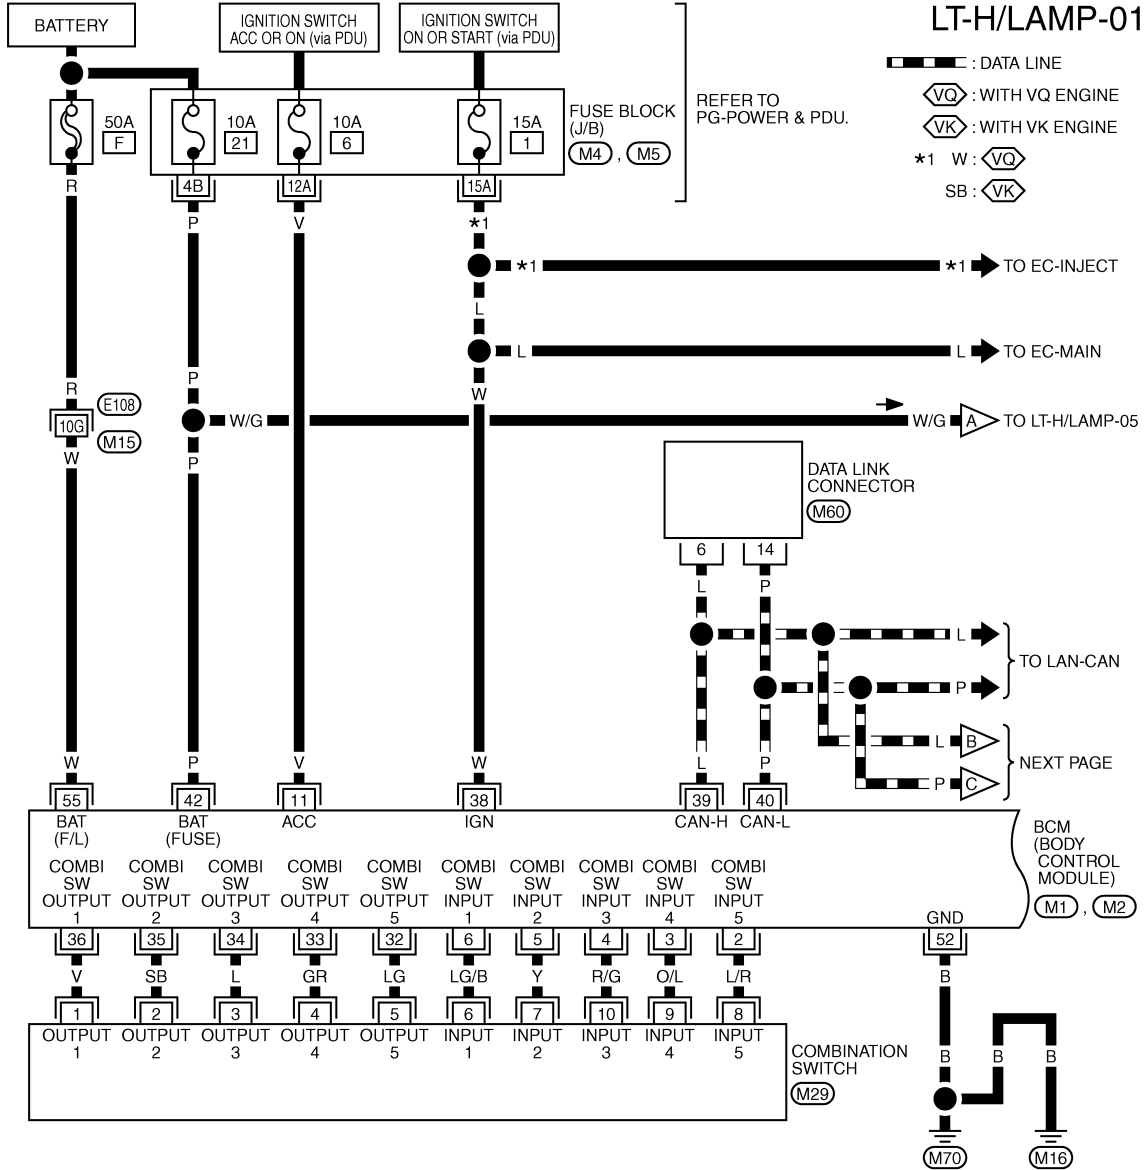 LT-H/LAMP-01
BATTERY
IGNITION SWITCH
ACC OR ON (via PDU)
IGNITION SWITCH
ON OR START (via PDU)
: DATA LINE
VQ : WITH VQ ENGINE
VK : WITH VK ENGINE
*1 W : VQ
SB : VK
50A
F
10A
21
10A
6
15A
1
FUSE BLOCK
(J/B)
M4 , M5
REFER TO
PG-POWER & PDU.
4B 12A 15A
R P V *1
*1 *1 TO EC-INJECT
L
L L TO EC-MAIN
R P W
E108
10G
M15
W/G W/G A TO LT-H/LAMP-05
W P
DATA LINK
CONNECTOR
M60
6 14
L P
L
TO LAN-CAN
P
L B
NEXT PAGE
P C
W P V W L P
55 42 11 38 39 40
BAT
(F/L)
BAT
(FUSE)
ACC
IGN
CAN-H
CAN-L
BCM
(BODY
CONTROL
MODULE)
M1 , M2
COMBI COMBI COMBI COMBI COMBI COMBI COMBI COMBI COMBI COMBI
SW SW SW SW SW SW SW SW SW SW
OUTPUT OUTPUT OUTPUT OUTPUT OUTPUT INPUT INPUT INPUT INPUT INPUT
1 2 3 4 5 1 2 3 4 5
GND
36 35 34 33 32 6 5 4 3 2 52
V SB L GR LG LG/B Y R/G O/L L/R B
1 2 3 4 5 6 7 10 9 8
OUTPUT OUTPUT OUTPUT OUTPUT OUTPUT INPUT INPUT INPUT INPUT INPUT
1 2 3 4 5 1 2 3 4 5
COMBINATION
SWITCH
M29
B B B
M70 M16